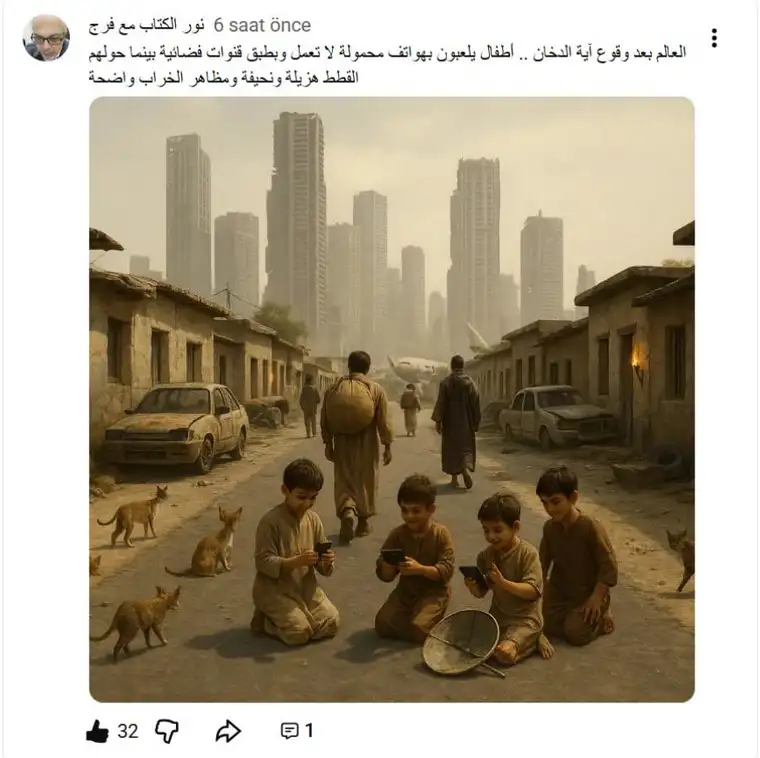 نور الكتاب مع فرج 6 saat önce
العالم بعد وقوع آية الدخان .. أطفال يلعبون بهواتف محمولة لا تعمل وبطبق قنوات فضائية بينما حولهم
القطط هزيلة ونحيفة ومظاهر الخراب واضحة
32 1